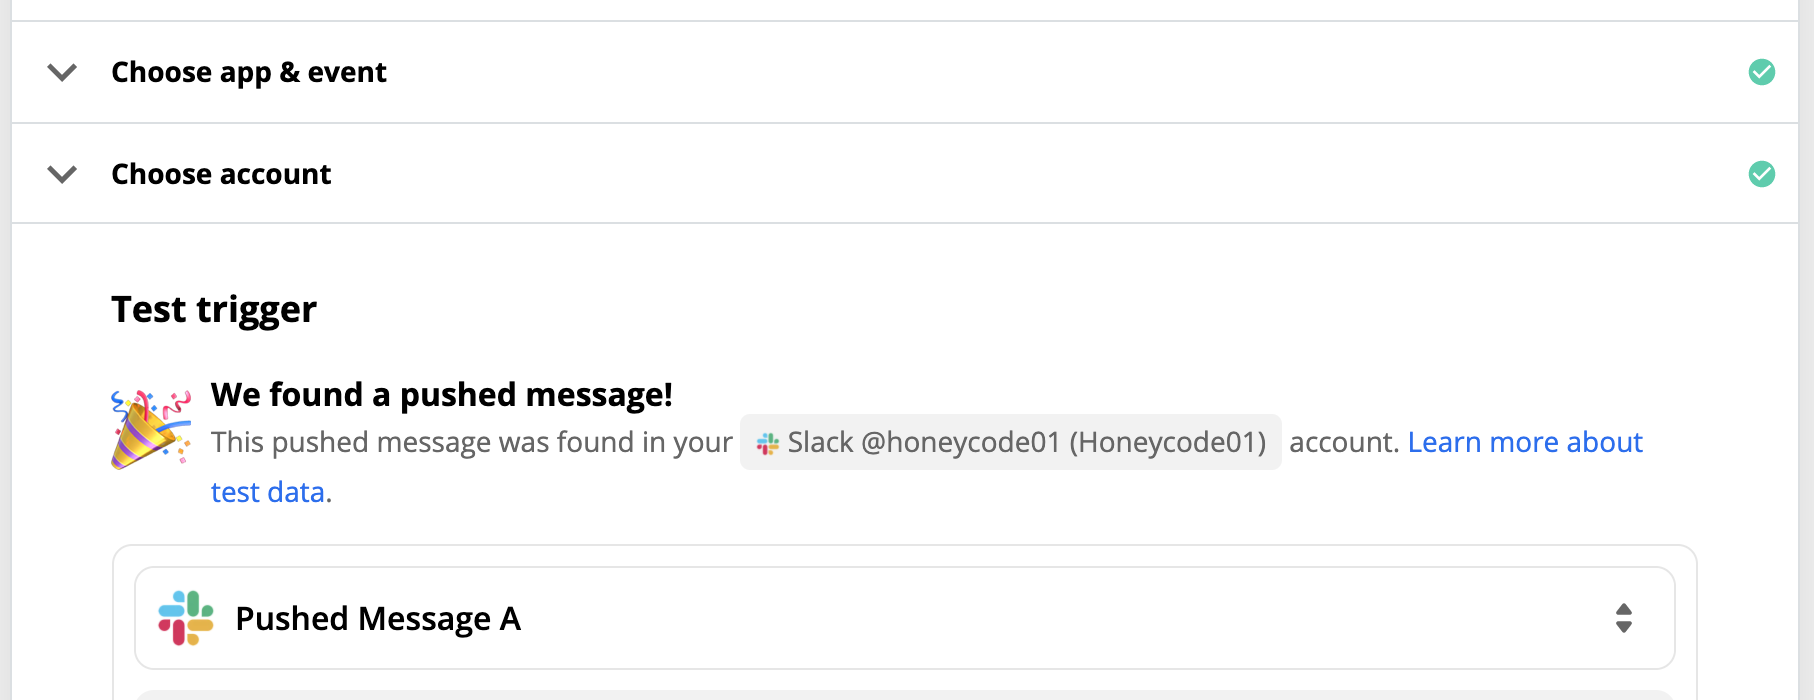 Choose app & event
Choose account
Test trigger
We found a pushed message!
This pushed message was found in your Slack @honeycode01 (Honeycode01) account. Learn more about
test data.
Pushed Message A